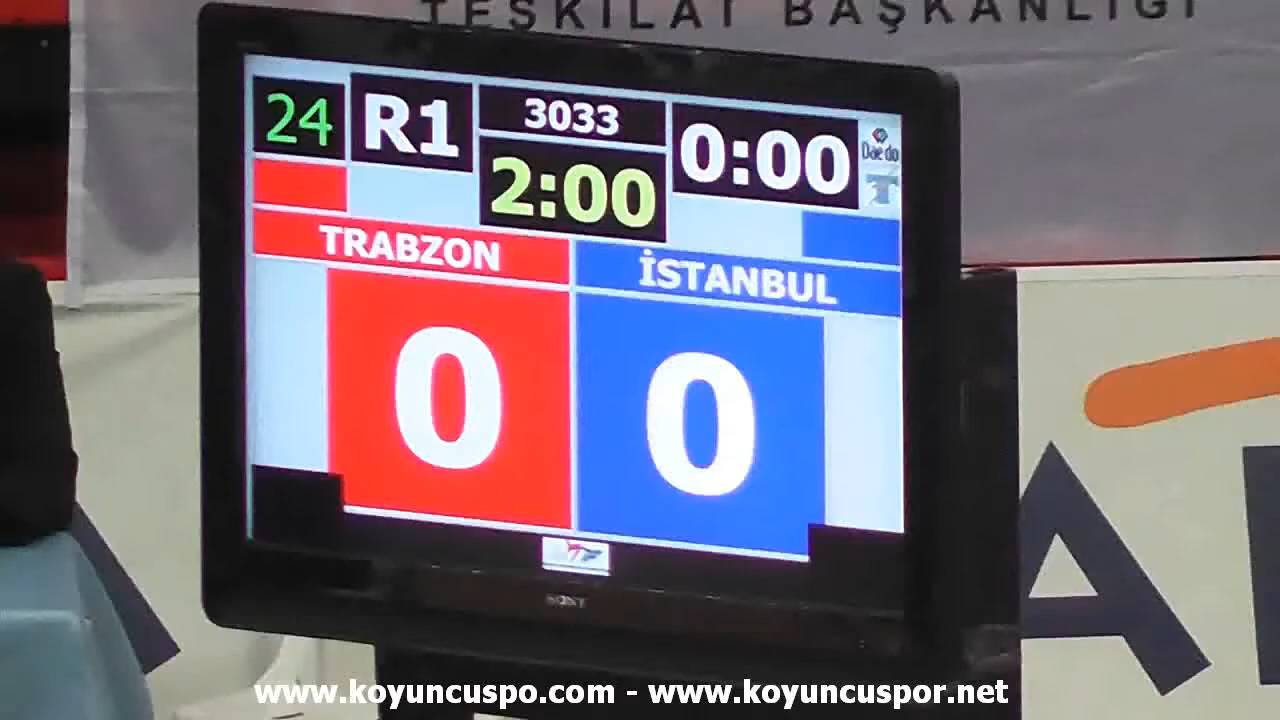 TEŞKİLAT BAŞKANLIĞI
24 R1 3033 0:00
2:00
Daedo
TRABZON İSTANBUL
0 0
SONY
www.koyuncuspo.com - www.koyuncuspor.net